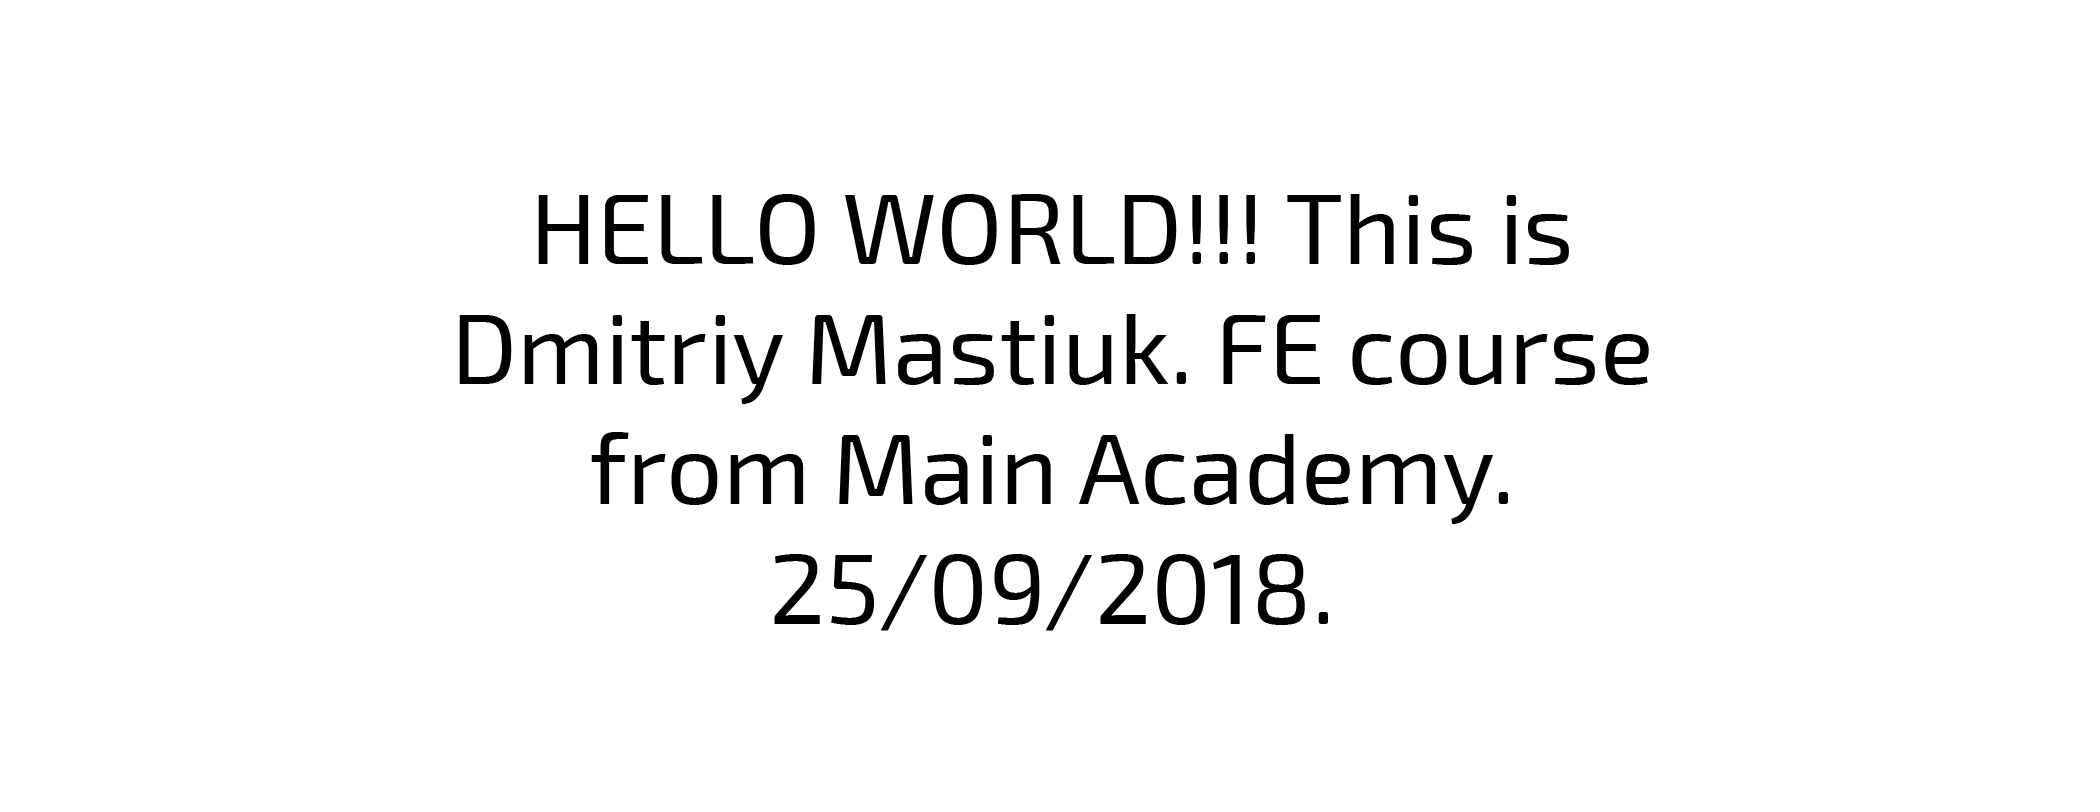 HELLO WORLD!!! This is
Dmitriy Mastiuk. FE course
from Main Academy.
25/09/2018.